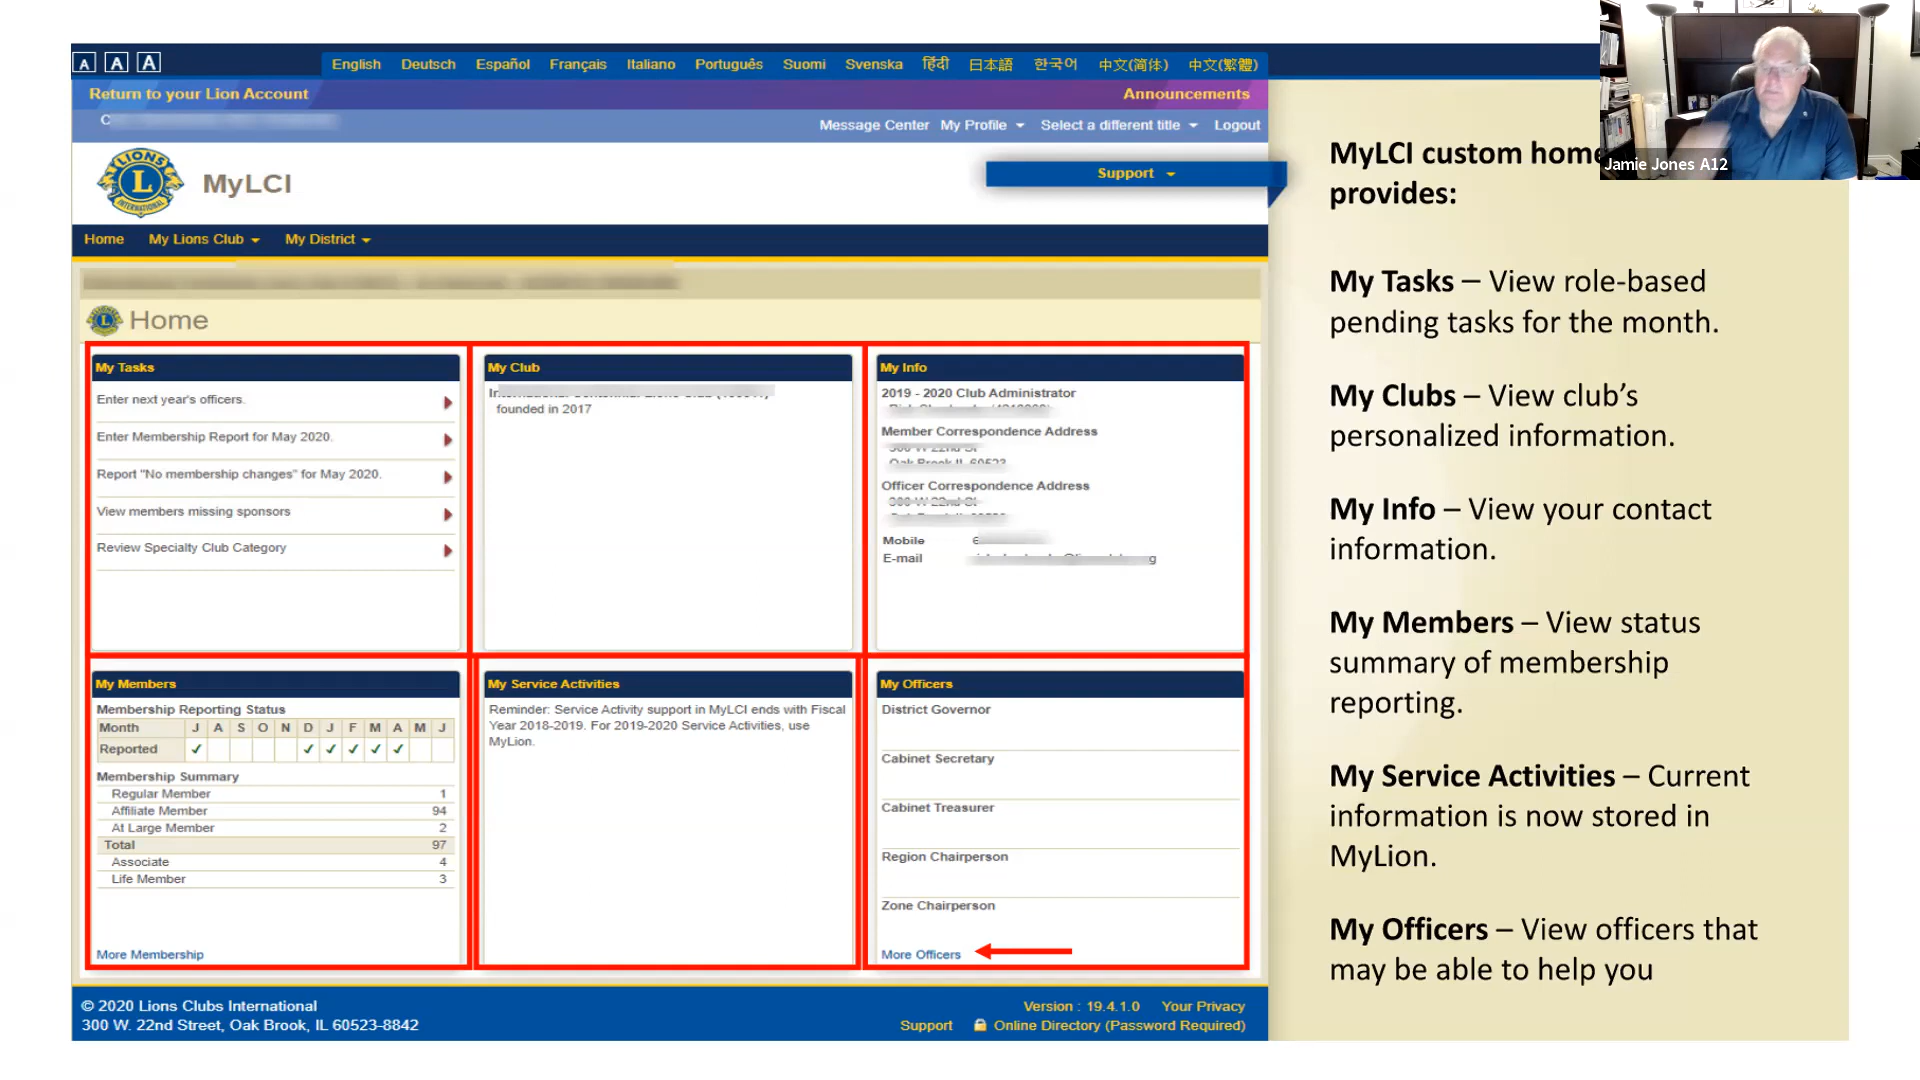 A A A
English Deutsch Español Français Italiano Português Suomi Svenska हिंदी 日本語 한국어 中文(简体) 中文(繁體)
Return to your Lion Account
Announcements
C
Message Center My Profile Select a different title Logout
LIONS
L
INTERNATIONAL
MyLCI
Support
Home My Lions Club My District
Home
My Tasks
Enter next year's officers.
Enter Membership Report for May 2020.
Report "No membership changes" for May 2020.
View members missing sponsors
Review Specialty Club Category
My Club
founded in 2017
My Info
2019 - 2020 Club Administrator
Member Correspondence Address
300 W 22nd St
Oak Brook IL 60523
Officer Correspondence Address
300 W 22nd St
Mobile
E-mail
My Members
Membership Reporting Status
Month J A S O N D J F M A M J
Reported ✓ ✓ ✓ ✓ ✓ ✓
Membership Summary
Regular Member 1
Affiliate Member 94
At Large Member 2
Total 97
Associate 4
Life Member 3
More Membership
My Service Activities
Reminder: Service Activity support in MyLCI ends with Fiscal
Year 2018-2019. For 2019-2020 Service Activities, use
MyLion.
My Officers
District Governor
Cabinet Secretary
Cabinet Treasurer
Region Chairperson
Zone Chairperson
More Officers
© 2020 Lions Clubs International
300 W. 22nd Street, Oak Brook, IL 60523-8842
Version : 19.4.1.0 Your Privacy
Support Online Directory (Password Required)
MyLCI custom home
provides:
My Tasks – View role-based
pending tasks for the month.
My Clubs – View club’s
personalized information.
My Info – View your contact
information.
My Members – View status
summary of membership
reporting.
My Service Activities – Current
information is now stored in
MyLion.
My Officers – View officers that
may be able to help you
Jamie Jones A12